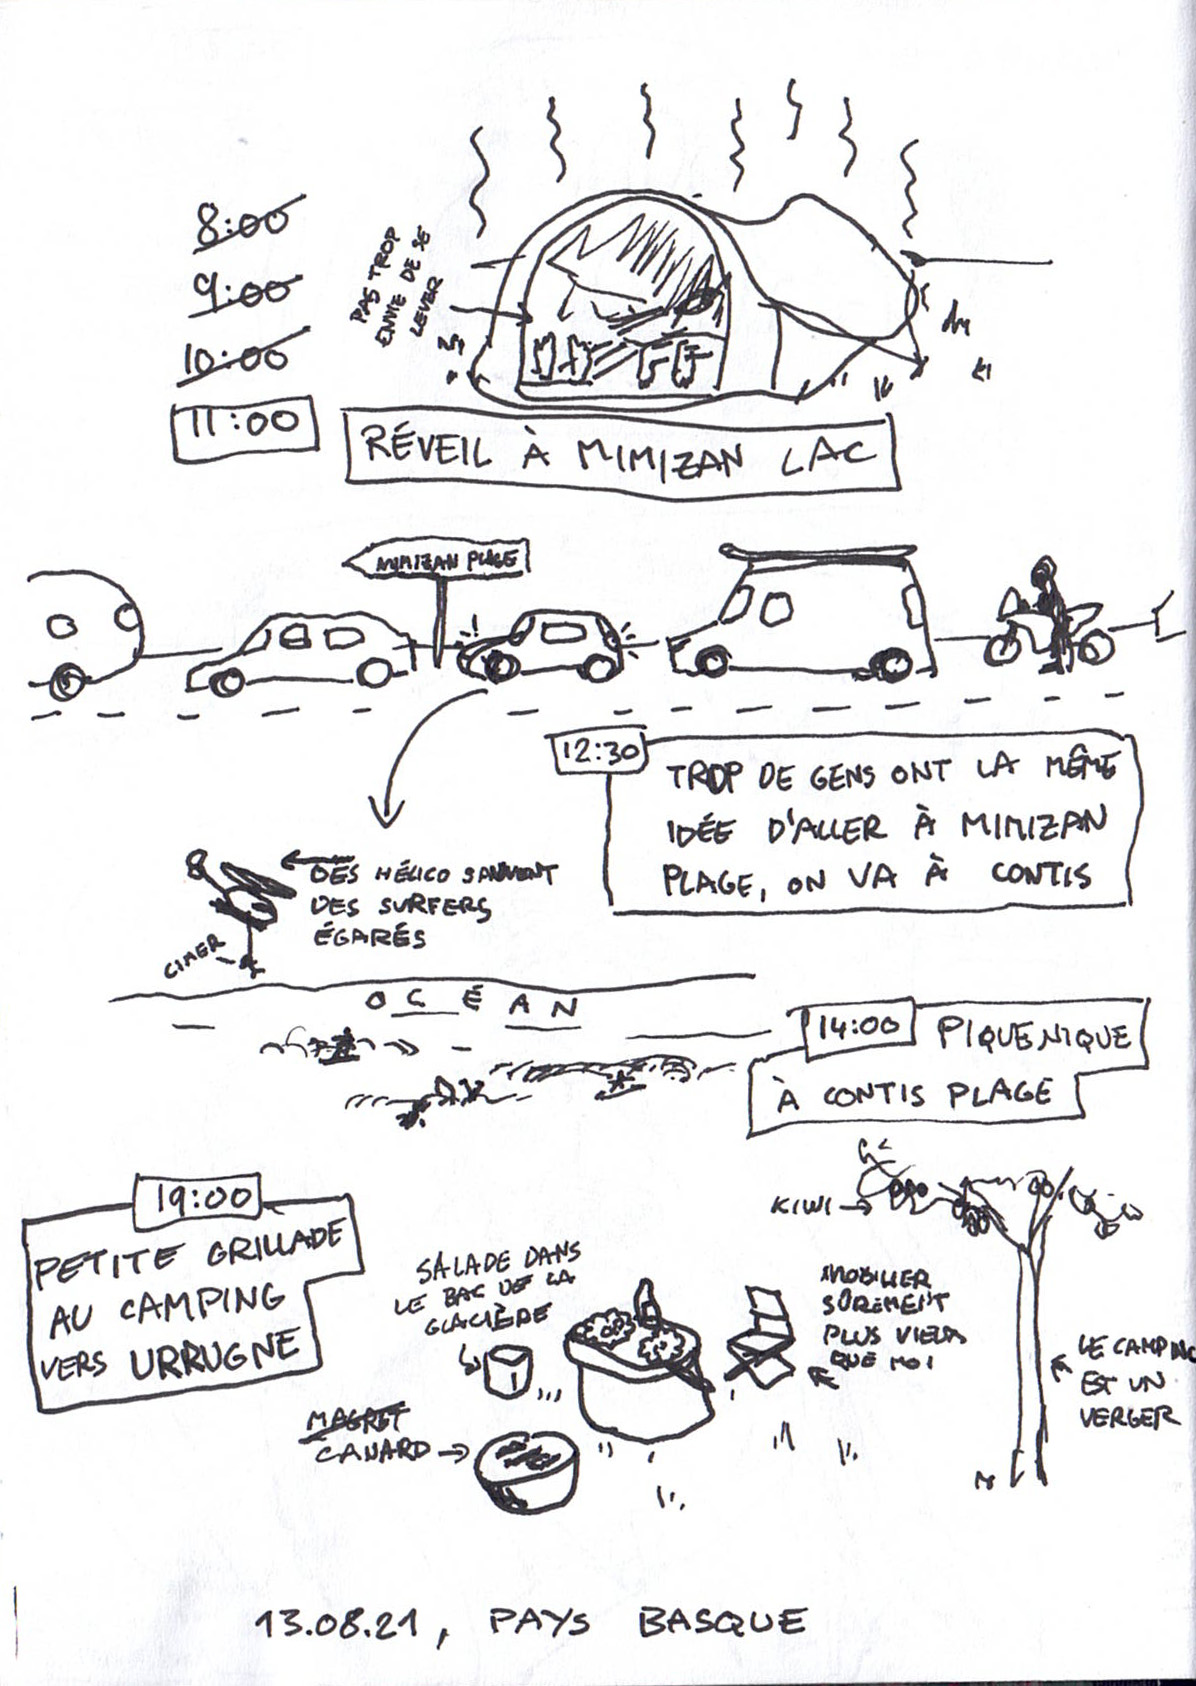 8:00
9:00
10:00
11:00
PAS TROP
ENVIE DE SE
LEVER
RÉVEIL À MIMIZAN LAC
MIMIZAN PLAGE
12:30
TROP DE GENS ONT LA MÊME
IDÉE D'ALLER À MIMIZAN
PLAGE, ON VA À CONTIS
DES HÉLICO SAUVENT
DES SURFERS
ÉGARÉS
CIMER
OCÉAN
14:00 PIQUENIQUE
À CONTIS PLAGE
19:00
PETITE GRILLADE
AU CAMPING
VERS URRUGNE
SALADE DANS
LE BAC DE LA
GLACIÈRE
MAGRET
CANARD
MOBILIER
SÛREMENT
PLUS VIEUX
QUE MOI
KIWI
LE CAMPING
EST UN
VERGER
13.08.21, PAYS BASQUE